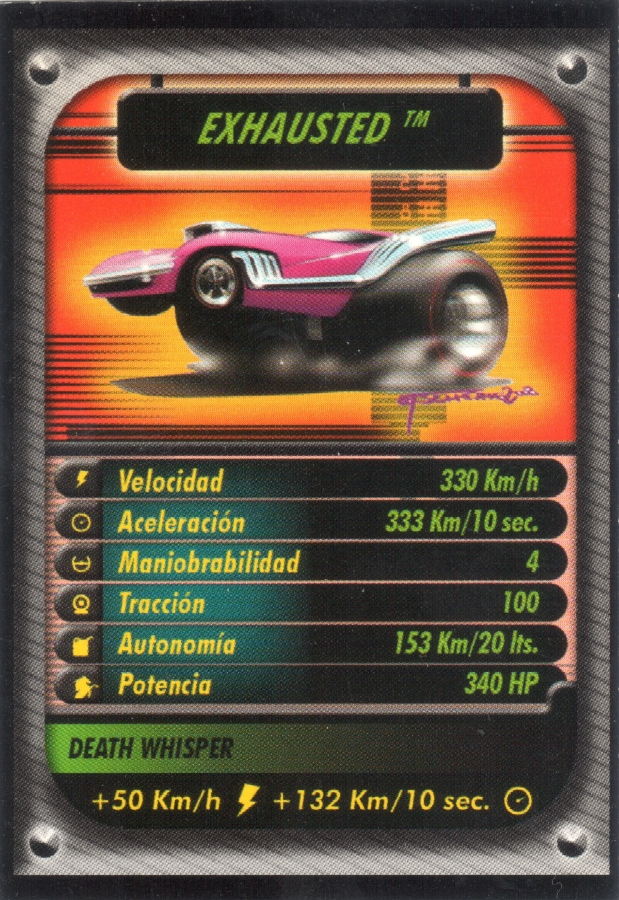 EXHAUSTED ™
Velocidad 330 Km/h
Aceleración 333 Km/10 sec.
Maniobrabilidad 4
Tracción 100
Autonomía 153 Km/20 lts.
Potencia 340 HP
DEATH WHISPER
+50 Km/h +132 Km/10 sec.